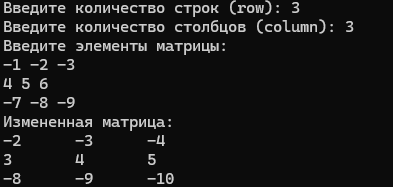 Введите количество строк (row): 3
Введите количество столбцов (column): 3
Введите элементы матрицы:
-1 -2 -3
4 5 6
-7 -8 -9
Измененная матрица:
-2 -3 -4
3 4 5
-8 -9 -10